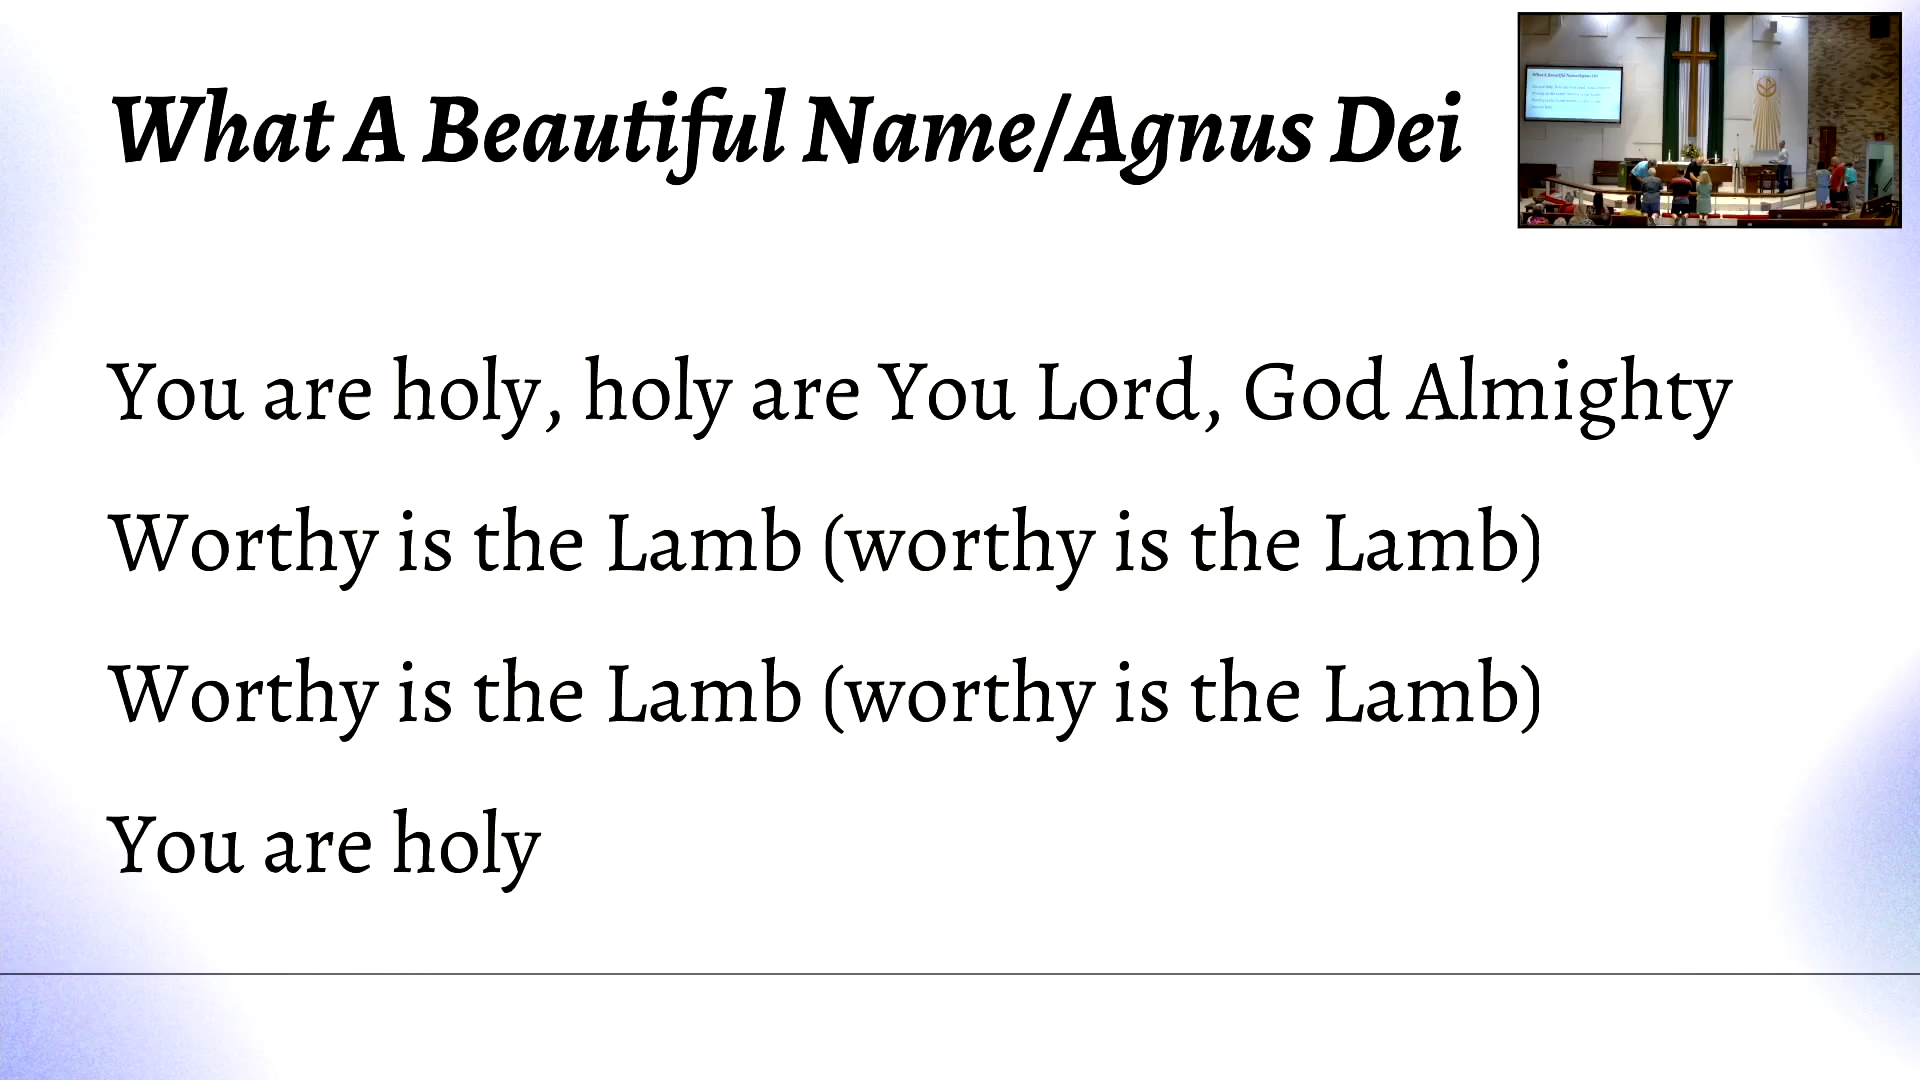 What A Beautiful Name/Agnus Dei
You are holy, holy are You Lord, God Almighty
Worthy is the Lamb (worthy is the Lamb)
Worthy is the Lamb (worthy is the Lamb)
You are holy